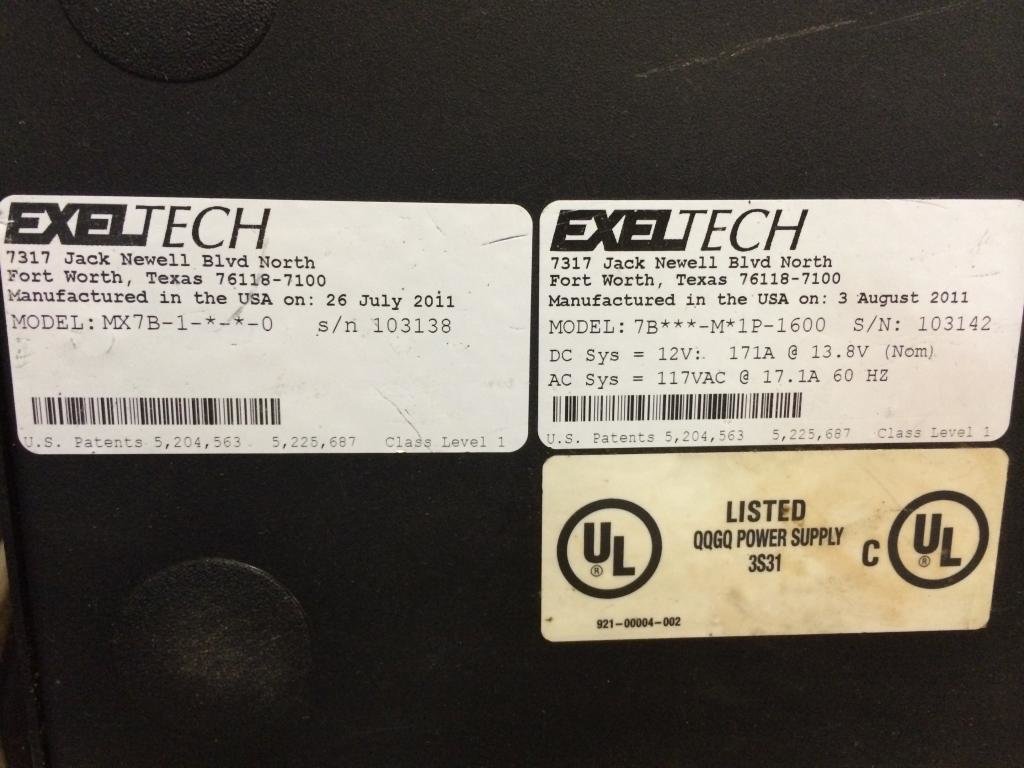 EXELTECH
7317 Jack Newell Blvd North
Fort Worth, Texas 76118-7100
Manufactured in the USA on: 26 July 2011
MODEL: MX7B-1-*-*-0 s/n 103138
U.S. Patents 5,204,563 5,225,687 Class Level 1
EXELTECH
7317 Jack Newell Blvd North
Fort Worth, Texas 76118-7100
Manufactured in the USA on: 3 August 2011
MODEL: 7B***-M*1P-1600 S/N: 103142
DC Sys = 12V: 171A @ 13.8V (Nom)
AC Sys = 117VAC @ 17.1A 60 HZ
U.S. Patents 5,204,563 5,225,687 Class Level 1
UL ®
LISTED
QQGQ POWER SUPPLY
3S31
C UL ®
921-00004-002